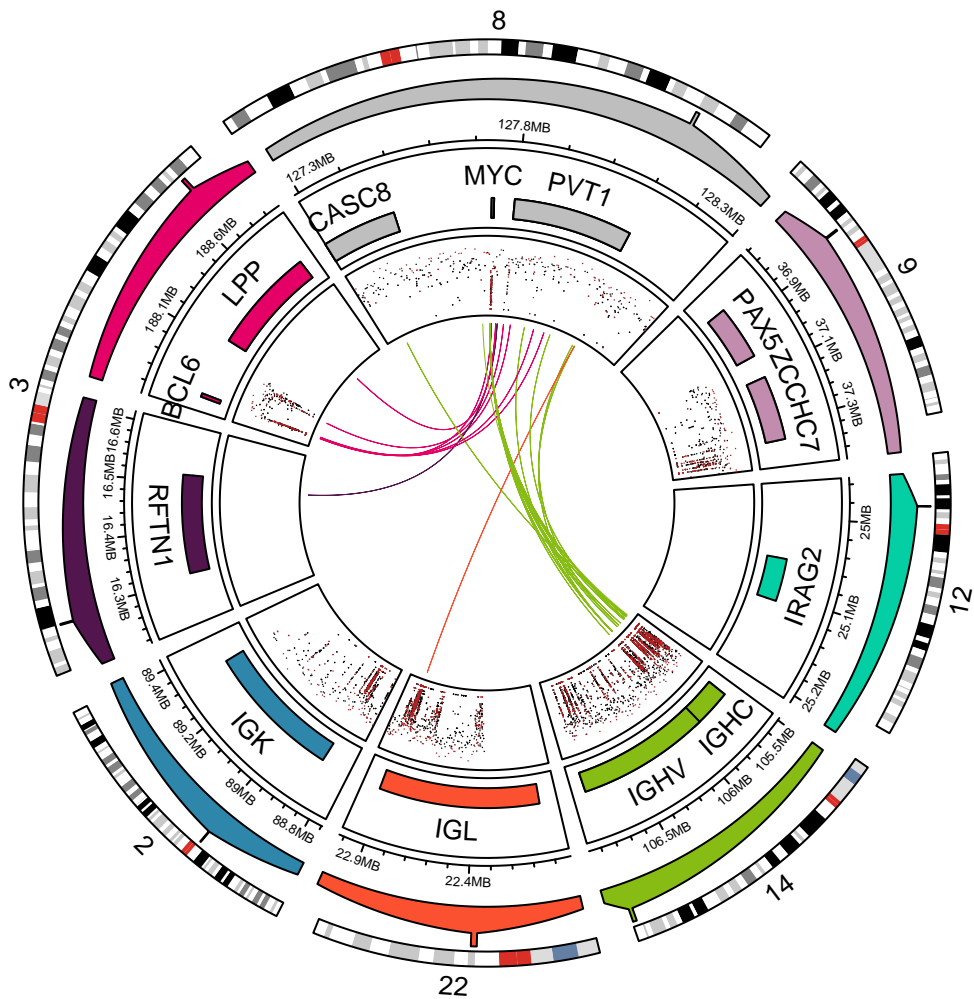 8
127.3MB
127.8MB
128.3MB
CASC8
MYC
PVT1
9
36.9MB
37.1MB
37.3MB
PAX5
ZCCHC7
12
25MB
25.1MB
25.2MB
IRAG2
14
105.5MB
106MB
106.5MB
IGHC
IGHV
22
22.4MB
22.9MB
IGL
2
88.8MB
89MB
89.2MB
89.4MB
IGK
3
16.3MB
16.4MB
16.5MB
16.6MB
RFTN1
188.1MB
188.6MB
BCL6
LPP